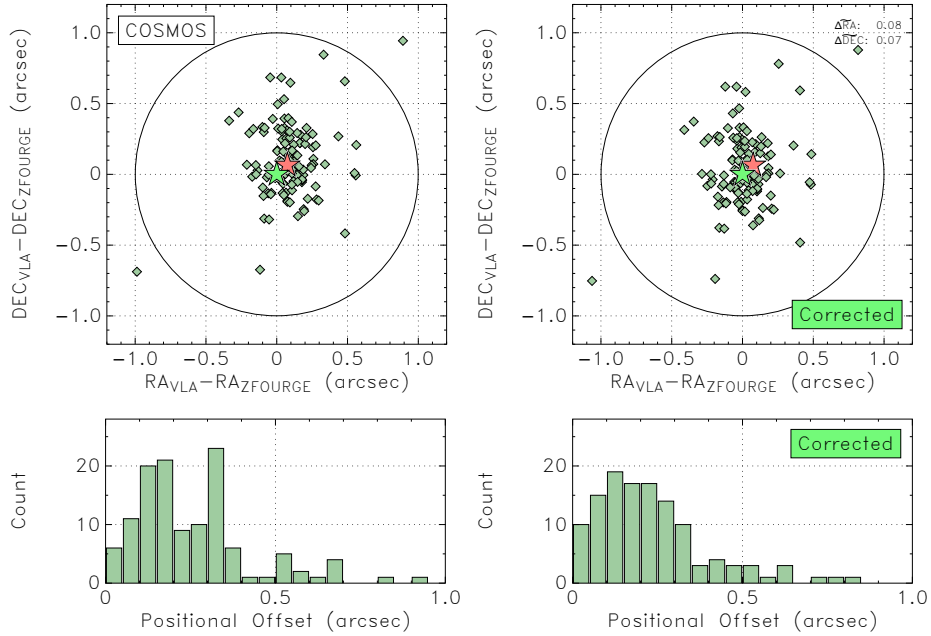 COSMOS
1.0
0.5
0
−0.5
−1.0
DEC_VLA−DEC_ZFOURGE (arcsec)
−1.0 −0.5 0 0.5 1.0
RA_VLA−RA_ZFOURGE (arcsec)
ΔRA: 0.08
ΔDEC: 0.07
1.0
0.5
0
−0.5
−1.0
DEC_VLA−DEC_ZFOURGE (arcsec)
Corrected
−1.0 −0.5 0 0.5 1.0
RA_VLA−RA_ZFOURGE (arcsec)
20
10
0
Count
0 0.5 1.0
Positional Offset (arcsec)
Corrected
20
10
0
Count
0 0.5 1.0
Positional Offset (arcsec)